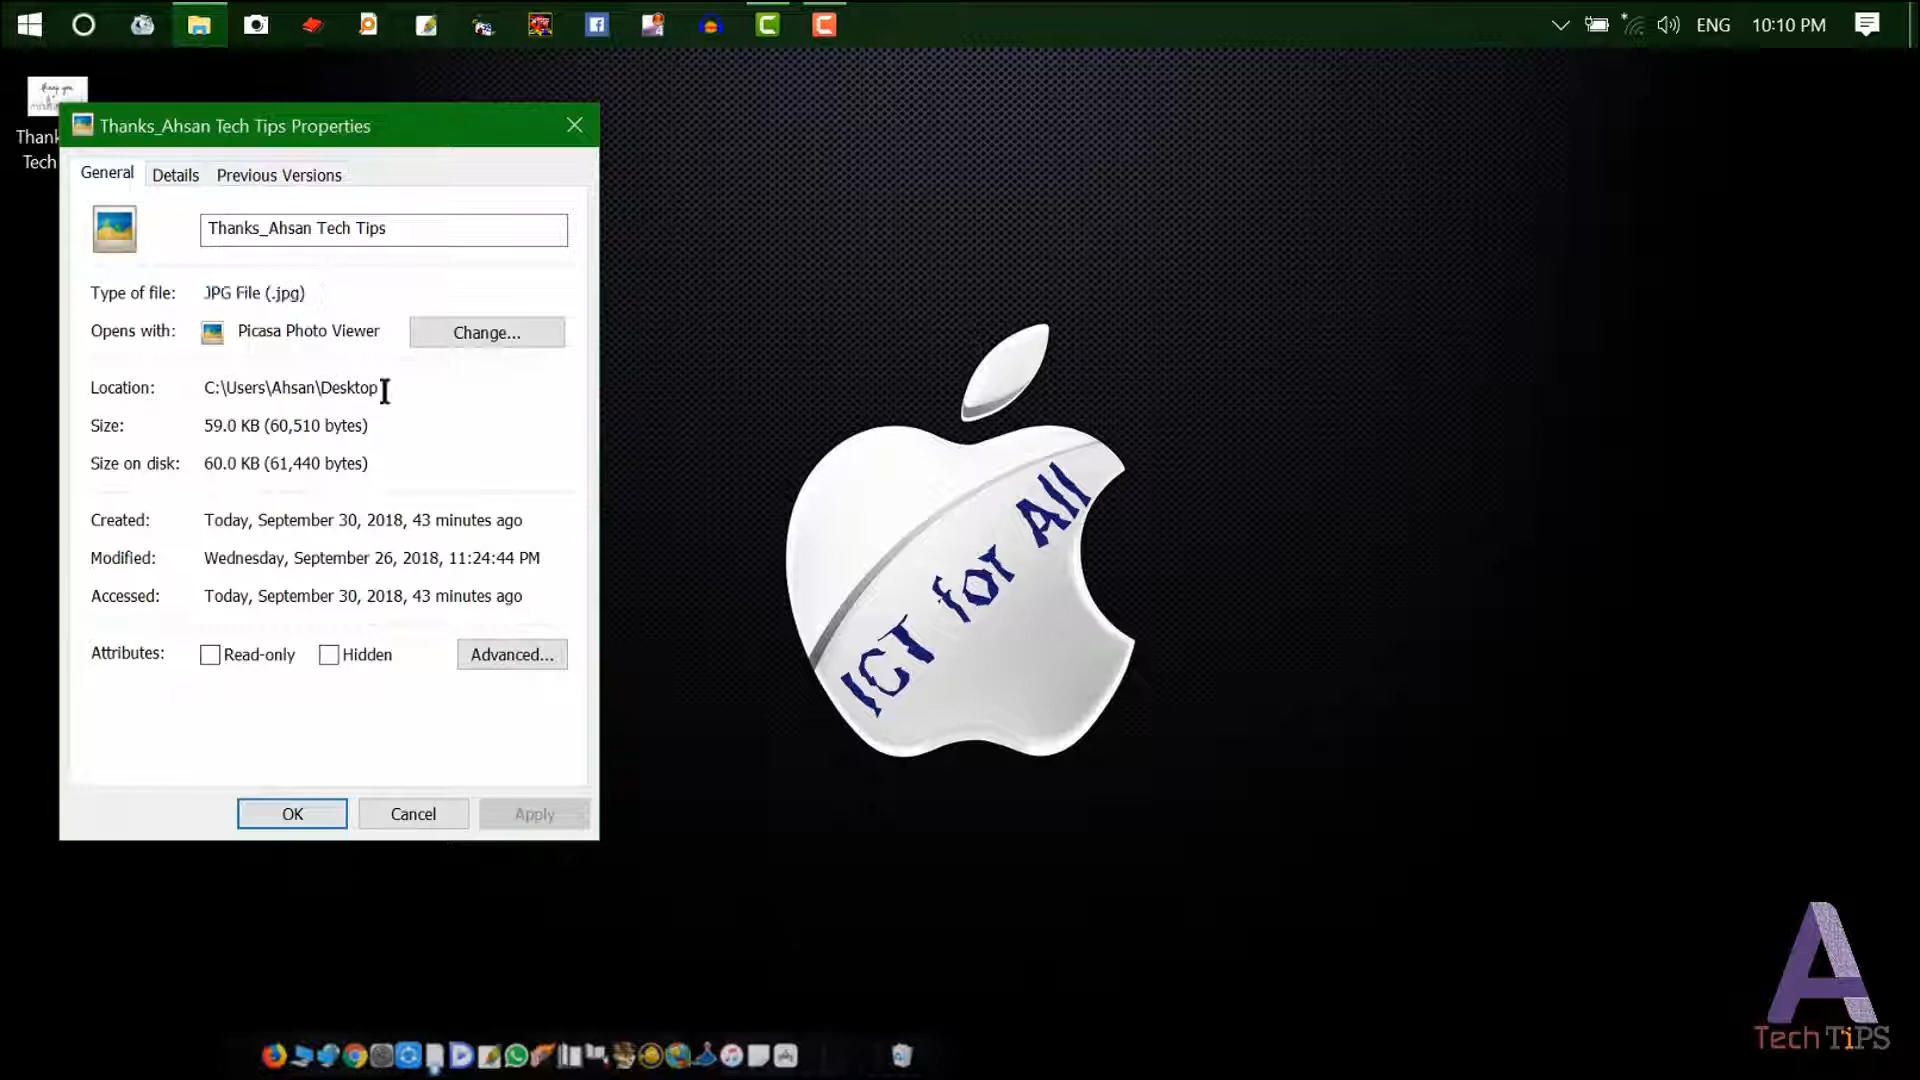 ENG 10:10 PM
thank you
Thank
Tech
Thanks_Ahsan Tech Tips Properties
General Details Previous Versions
Thanks_Ahsan Tech Tips
Type of file: JPG File (.jpg)
Opens with: Picasa Photo Viewer Change...
Location: C:\Users\Ahsan\Desktop
Size: 59.0 KB (60,510 bytes)
Size on disk: 60.0 KB (61,440 bytes)
Created: Today, September 30, 2018, 43 minutes ago
Modified: Wednesday, September 26, 2018, 11:24:44 PM
Accessed: Today, September 30, 2018, 43 minutes ago
Attributes: Read-only Hidden Advanced...
OK Cancel Apply
ICT for All
A
Tech TiPS